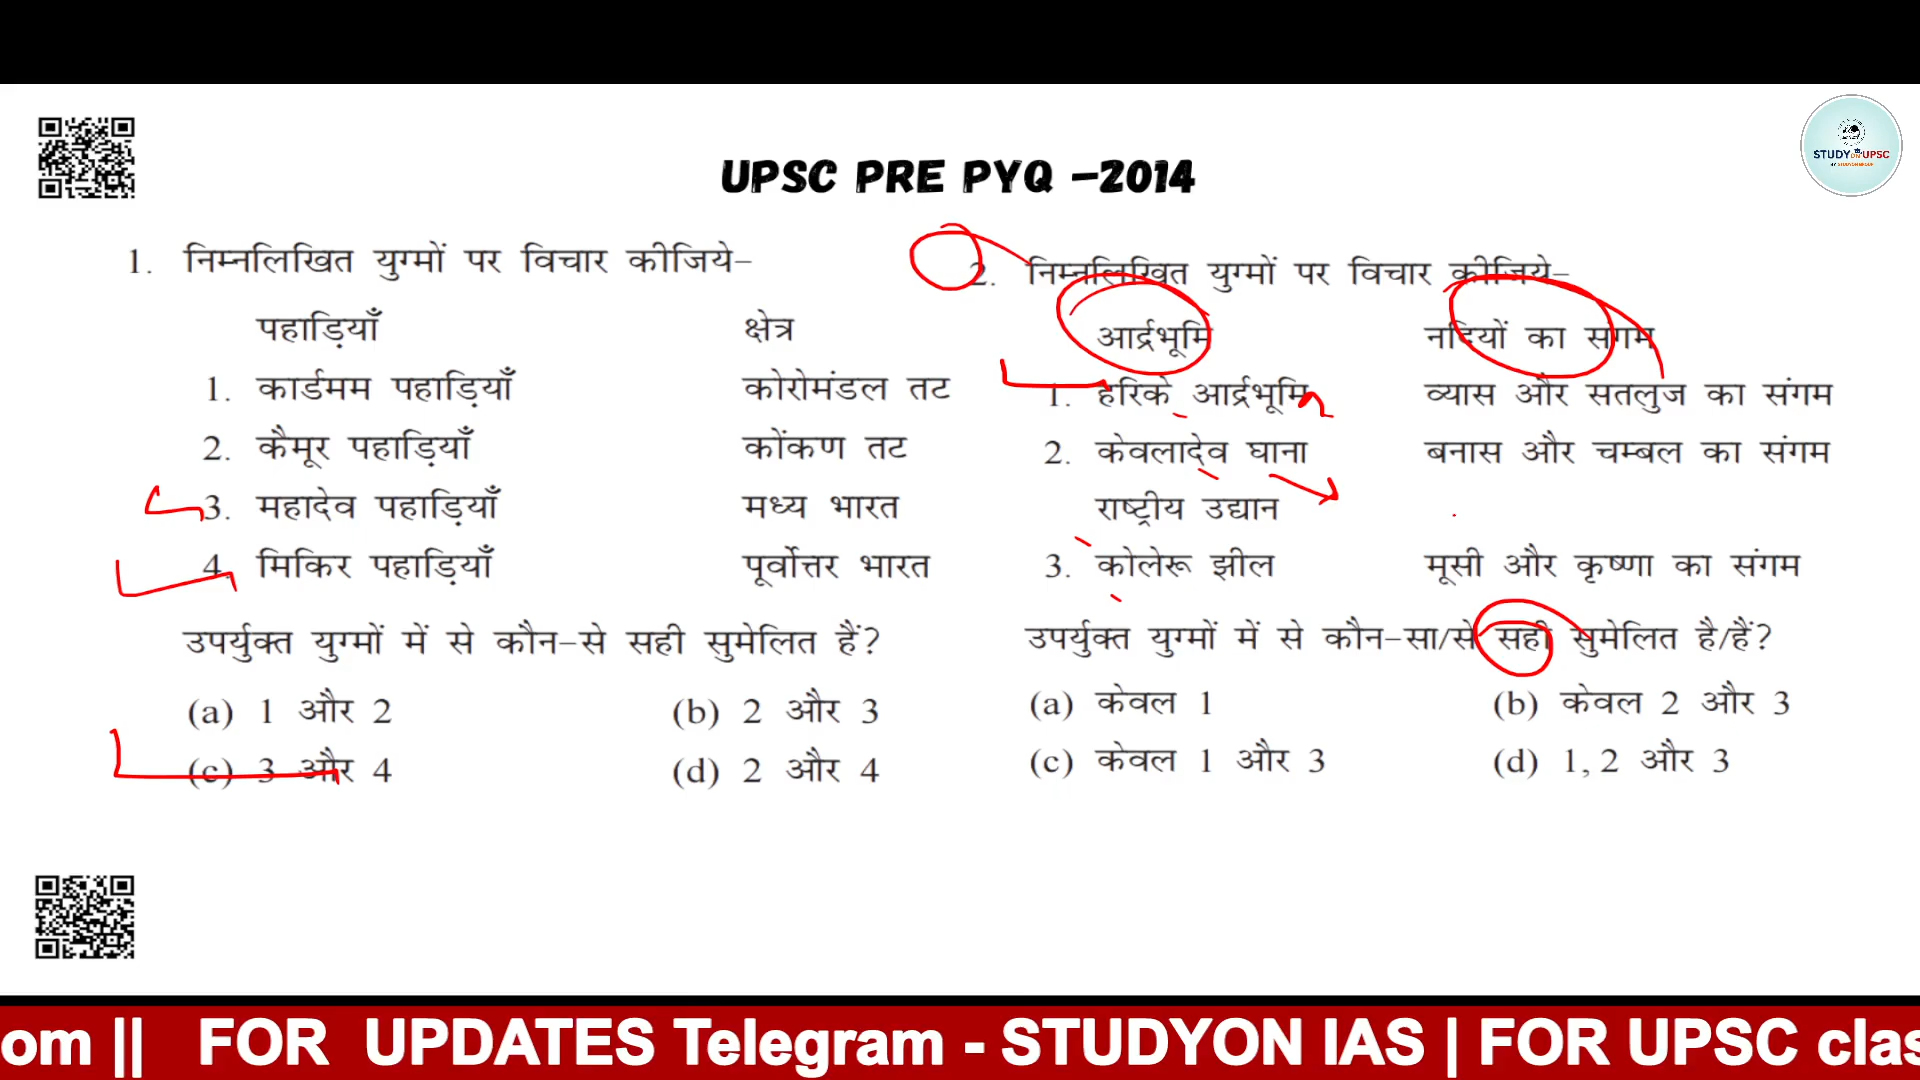 STUDY ON UPSC
UPSC PRE PYQ –2014
1. निम्नलिखित युग्मों पर विचार कीजिये–
पहाड़ियाँ क्षेत्र
1. कार्डमम पहाड़ियाँ कोरोमंडल तट
2. कैमूर पहाड़ियाँ कोंकण तट
3. महादेव पहाड़ियाँ मध्य भारत
4. मिकिर पहाड़ियाँ पूर्वोत्तर भारत
उपर्युक्त युग्मों में से कौन–से सही सुमेलित हैं?
(a) 1 और 2 (b) 2 और 3
(c) 3 और 4 (d) 2 और 4
2. निम्नलिखित युग्मों पर विचार कीजिये–
आर्द्रभूमि नदियों का संगम
1. हरिके आर्द्रभूमि व्यास और सतलुज का संगम
2. केवलादेव घाना बनास और चम्बल का संगम
राष्ट्रीय उद्यान
3. कोलेरू झील मूसी और कृष्णा का संगम
उपर्युक्त युग्मों में से कौन–सा/से सही सुमेलित है/हैं?
(a) केवल 1 (b) केवल 2 और 3
(c) केवल 1 और 3 (d) 1, 2 और 3
om || FOR UPDATES Telegram - STUDYON IAS | FOR UPSC clas